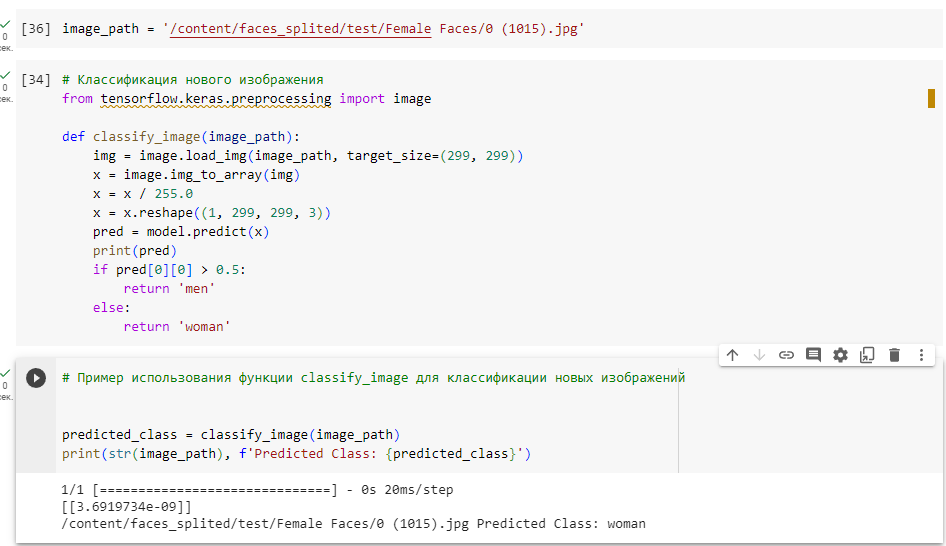 [36] image_path = '/content/faces_splited/test/Female Faces/0 (1015).jpg'
0
сек.
[34] # Классификация нового изображения
0
сек.
from tensorflow.keras.preprocessing import image
def classify_image(image_path):
img = image.load_img(image_path, target_size=(299, 299))
x = image.img_to_array(img)
x = x / 255.0
x = x.reshape((1, 299, 299, 3))
pred = model.predict(x)
print(pred)
if pred[0][0] > 0.5:
return 'men'
else:
return 'woman'
# Пример использования функции classify_image для классификации новых изображений
0
сек.
predicted_class = classify_image(image_path)
print(str(image_path), f'Predicted Class: {predicted_class}')
1/1 [==============================] - 0s 20ms/step
[[3.6919734e-09]]
/content/faces_splited/test/Female Faces/0 (1015).jpg Predicted Class: woman